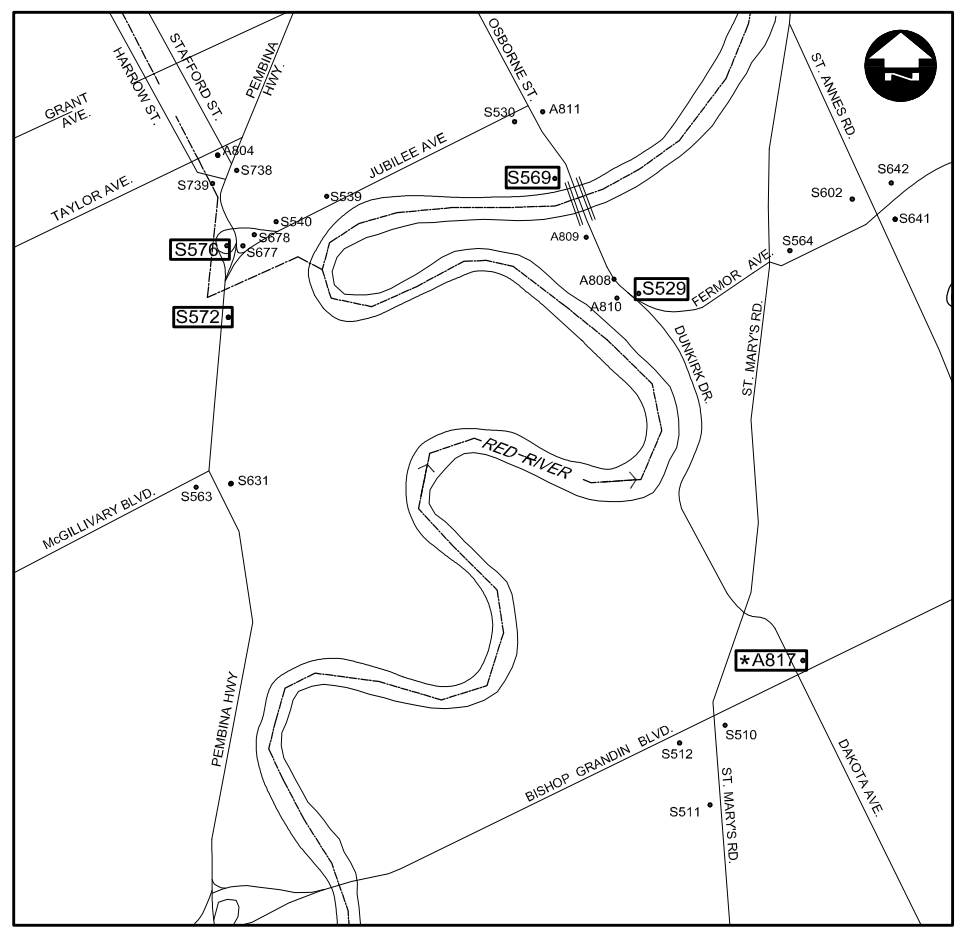 OSBORNE ST.
STAFFORD ST.
HARROW ST.
PEMBINA
HWY.
ST. ANNES RD.
GRANT
AVE.
A811
S530
JUBILEE AVE
A804
S738
S739
TAYLOR AVE.
S569
S642
S602
S539
S641
S540
S678
S677
S576
A809
S564
FERMOR AVE.
A808
S529
A810
S572
DUNKIRK DR.
ST. MARY'S RD.
RED RIVER
S631
S563
McGILLIVARY BLVD.
*A817
PEMBINA HWY
S510
S512
BISHOP GRANDIN BLVD.
DAKOTA AVE.
S511
ST. MARY'S RD.